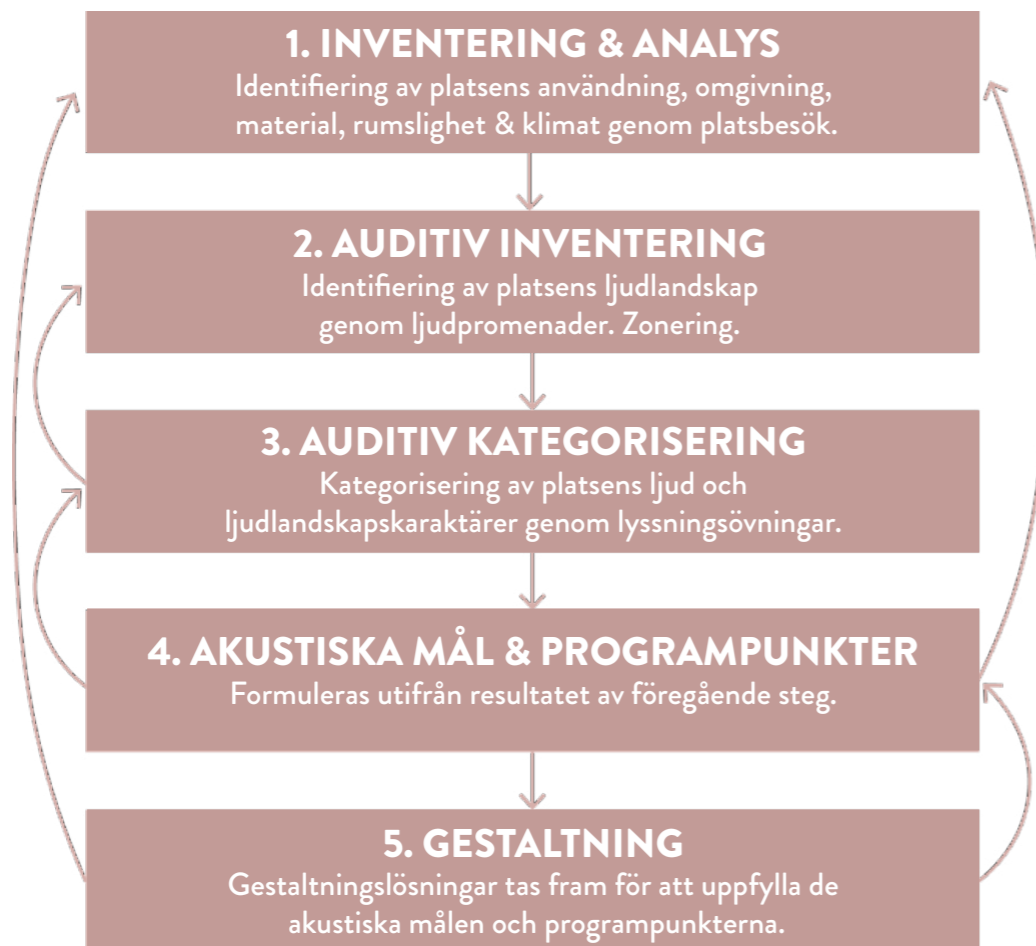 1. INVENTERING & ANALYS
Identifiering av platsens användning, omgivning,
material, rumslighet & klimat genom platsbesök.
2. AUDITIV INVENTERING
Identifiering av platsens ljudlandskap
genom ljudpromenader. Zonering.
3. AUDITIV KATEGORISERING
Kategorisering av platsens ljud och
ljudlandskapskaraktärer genom lyssningsövningar.
4. AKUSTISKA MÅL & PROGRAMPUNKTER
Formuleras utifrån resultatet av föregående steg.
5. GESTALTNING
Gestaltningslösningar tas fram för att uppfylla de
akustiska målen och programpunkterna.